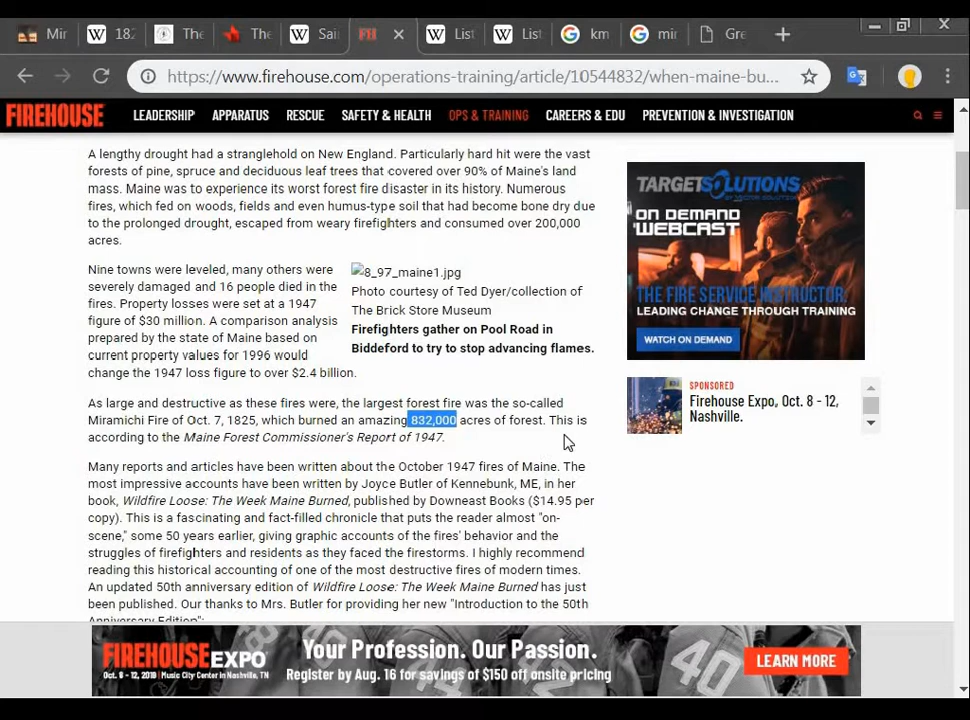 Mir
182
The
The
Sai
FH
List
List
km
mir
Gre
https://www.firehouse.com/operations-training/article/10544832/when-maine-bu...
FIREHOUSE
LEADERSHIP APPARATUS RESCUE SAFETY & HEALTH OPS & TRAINING CAREERS & EDU PREVENTION & INVESTIGATION
A lengthy drought had a stranglehold on New England. Particularly hard hit were the vast
forests of pine, spruce and deciduous leaf trees that covered over 90% of Maine's land
mass. Maine was to experience its worst forest fire disaster in its history. Numerous
fires, which fed on woods, fields and even humus-type soil that had become bone dry due
to the prolonged drought, escaped from weary firefighters and consumed over 200,000
acres.
Nine towns were leveled, many others were
severely damaged and 16 people died in the
fires. Property losses were set at a 1947
figure of $30 million. A comparison analysis
prepared by the state of Maine based on
current property values for 1996 would
change the 1947 loss figure to over $2.4 billion.
8_97_maine1.jpg
Photo courtesy of Ted Dyer/collection of
The Brick Store Museum
Firefighters gather on Pool Road in
Biddeford to try to stop advancing flames.
As large and destructive as these fires were, the largest forest fire was the so-called
Miramichi Fire of Oct. 7, 1825, which burned an amazing 832,000 acres of forest. This is
according to the Maine Forest Commissioner's Report of 1947.
Many reports and articles have been written about the October 1947 fires of Maine. The
most impressive accounts have been written by Joyce Butler of Kennebunk, ME, in her
book, Wildfire Loose: The Week Maine Burned, published by Downeast Books ($14.95 per
copy). This is a fascinating and fact-filled chronicle that puts the reader almost "on-
scene," some 50 years earlier, giving graphic accounts of the fires' behavior and the
struggles of firefighters and residents as they faced the firestorms. I highly recommend
reading this historical accounting of one of the most destructive fires of modern times.
An updated 50th anniversary edition of Wildfire Loose: The Week Maine Burned has just
been published. Our thanks to Mrs. Butler for providing her new "Introduction to the 50th
Anniversary Edition":
TARGETSOLUTIONS
ON DEMAND
WEBCAST
THE FIRE SERVICE INSTRUCTOR:
LEADING CHANGE THROUGH TRAINING
WATCH ON DEMAND
SPONSORED
Firehouse Expo, Oct. 8 - 12,
Nashville.
FIREHOUSE EXPO
Oct. 8 - 12, 2019 | Music City Center in Nashville, TN
Your Profession. Our Passion.
Register by Aug. 16 for savings of $150 off onsite pricing
40
LEARN MORE